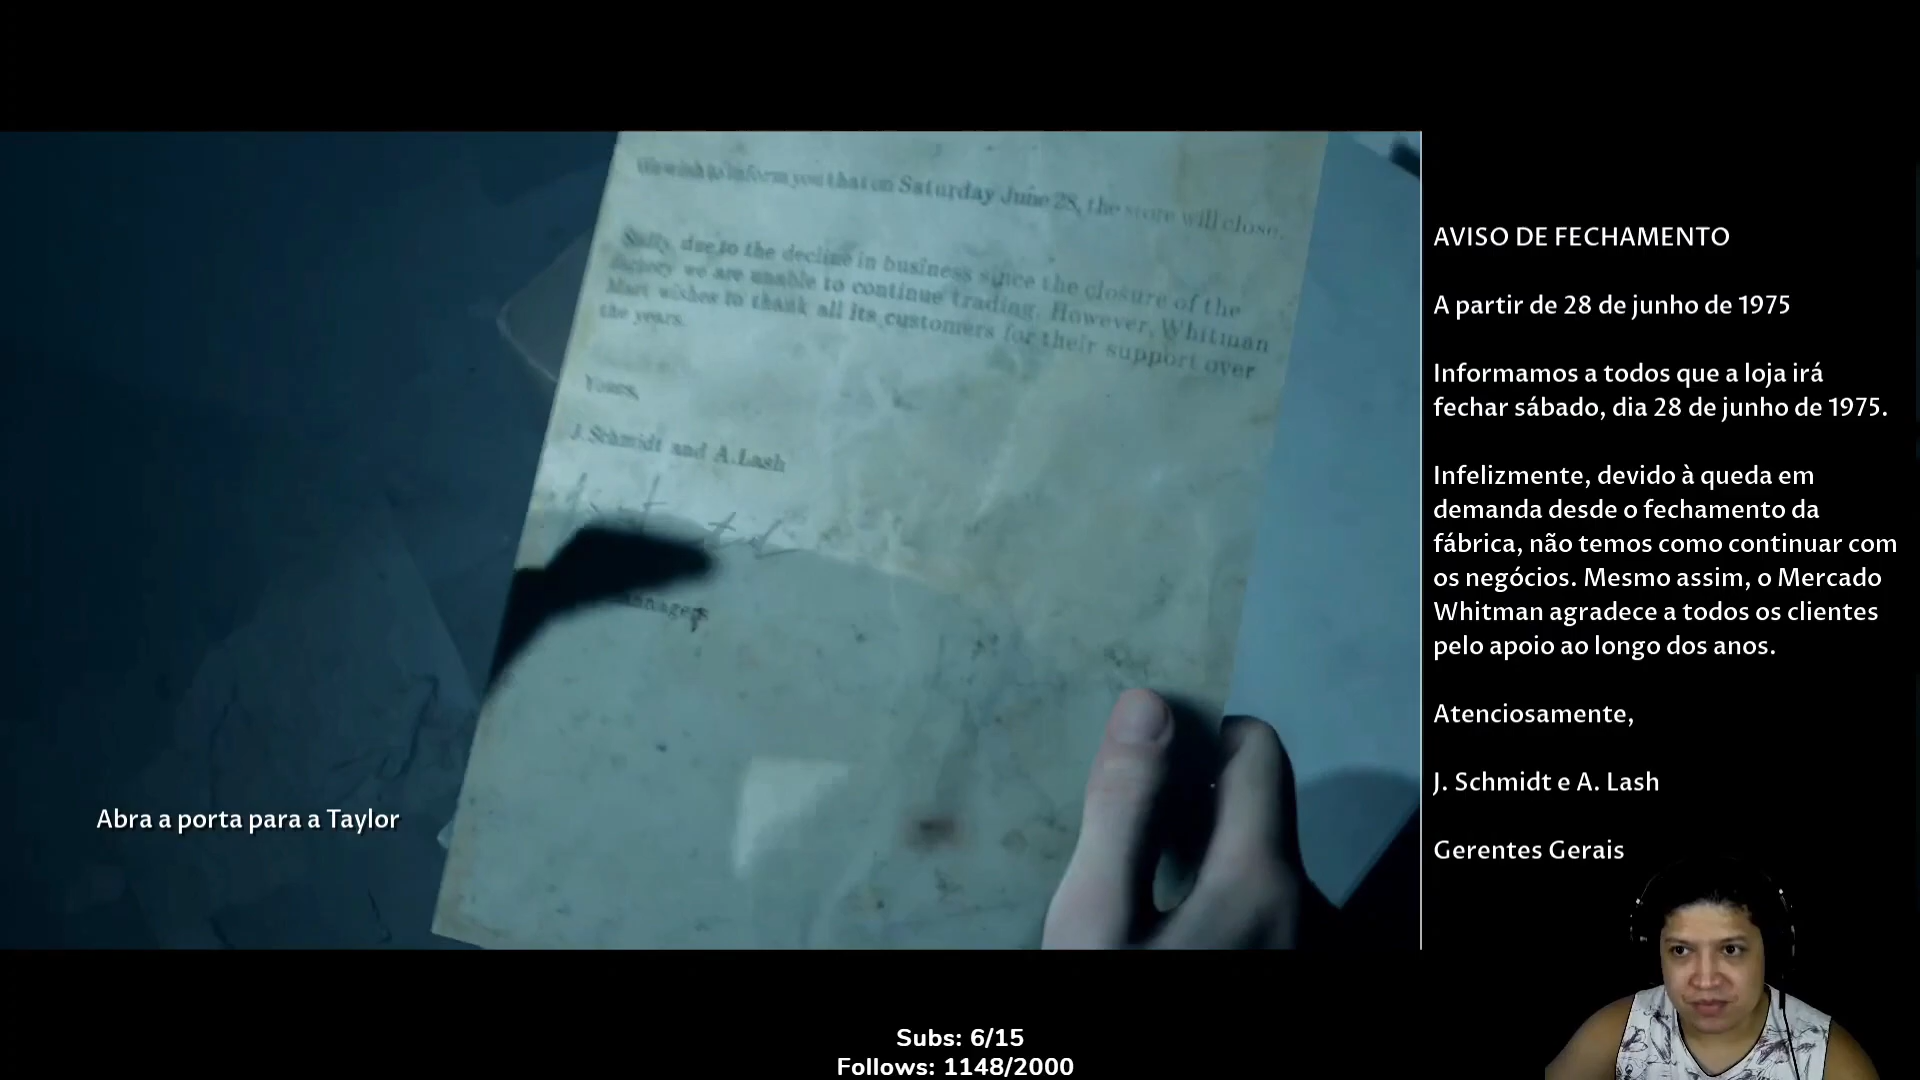 We wish to inform you that on Saturday June 28, the store will close.
Sadly, due to the decline in business since the closure of the
factory we are unable to continue trading. However, Whitman
Mart wishes to thank all its customers for their support over
the years.
Yours,
J. Schmidt and A. Lash
AVISO DE FECHAMENTO
A partir de 28 de junho de 1975
Informamos a todos que a loja irá
fechar sábado, dia 28 de junho de 1975.
Infelizmente, devido à queda em
demanda desde o fechamento da
fábrica, não temos como continuar com
os negócios. Mesmo assim, o Mercado
Whitman agradece a todos os clientes
pelo apoio ao longo dos anos.
Atenciosamente,
J. Schmidt e A. Lash
Gerentes Gerais
Abra a porta para a Taylor
Subs: 6/15
Follows: 1148/2000